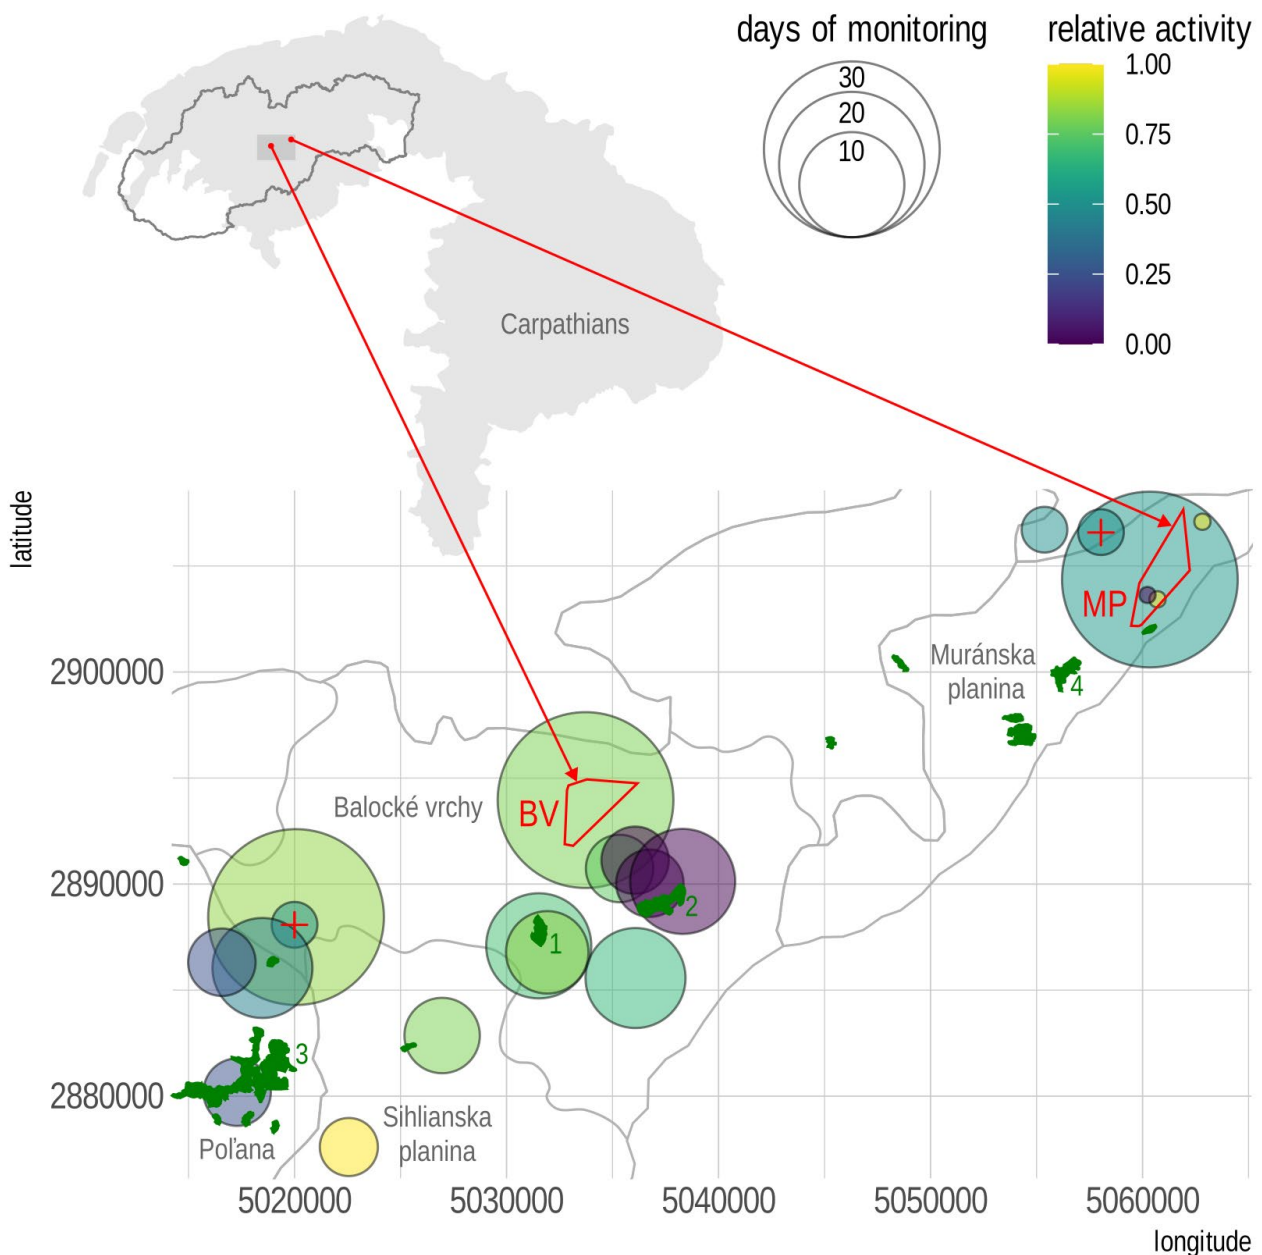 days of monitoring
30
20
10
relative activity
1.00
0.75
0.50
0.25
0.00
Carpathians
latitude
MP
Muránska
planina
4
2900000
Balocké vrchy
BV
2890000
2
1
3
2880000
Sihlianska
planina
Poľana
5020000
5030000
5040000
5050000
5060000
longitude